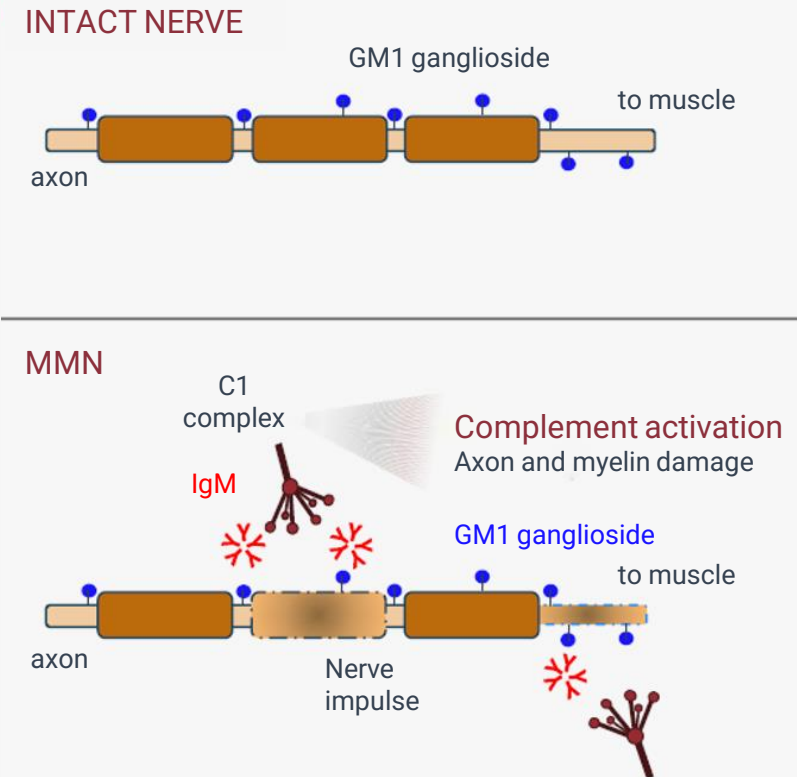 INTACT NERVE
GM1 ganglioside
to muscle
axon
MMN
C1
complex
Complement activation
Axon and myelin damage
IgM
GM1 ganglioside
to muscle
axon
Nerve
impulse